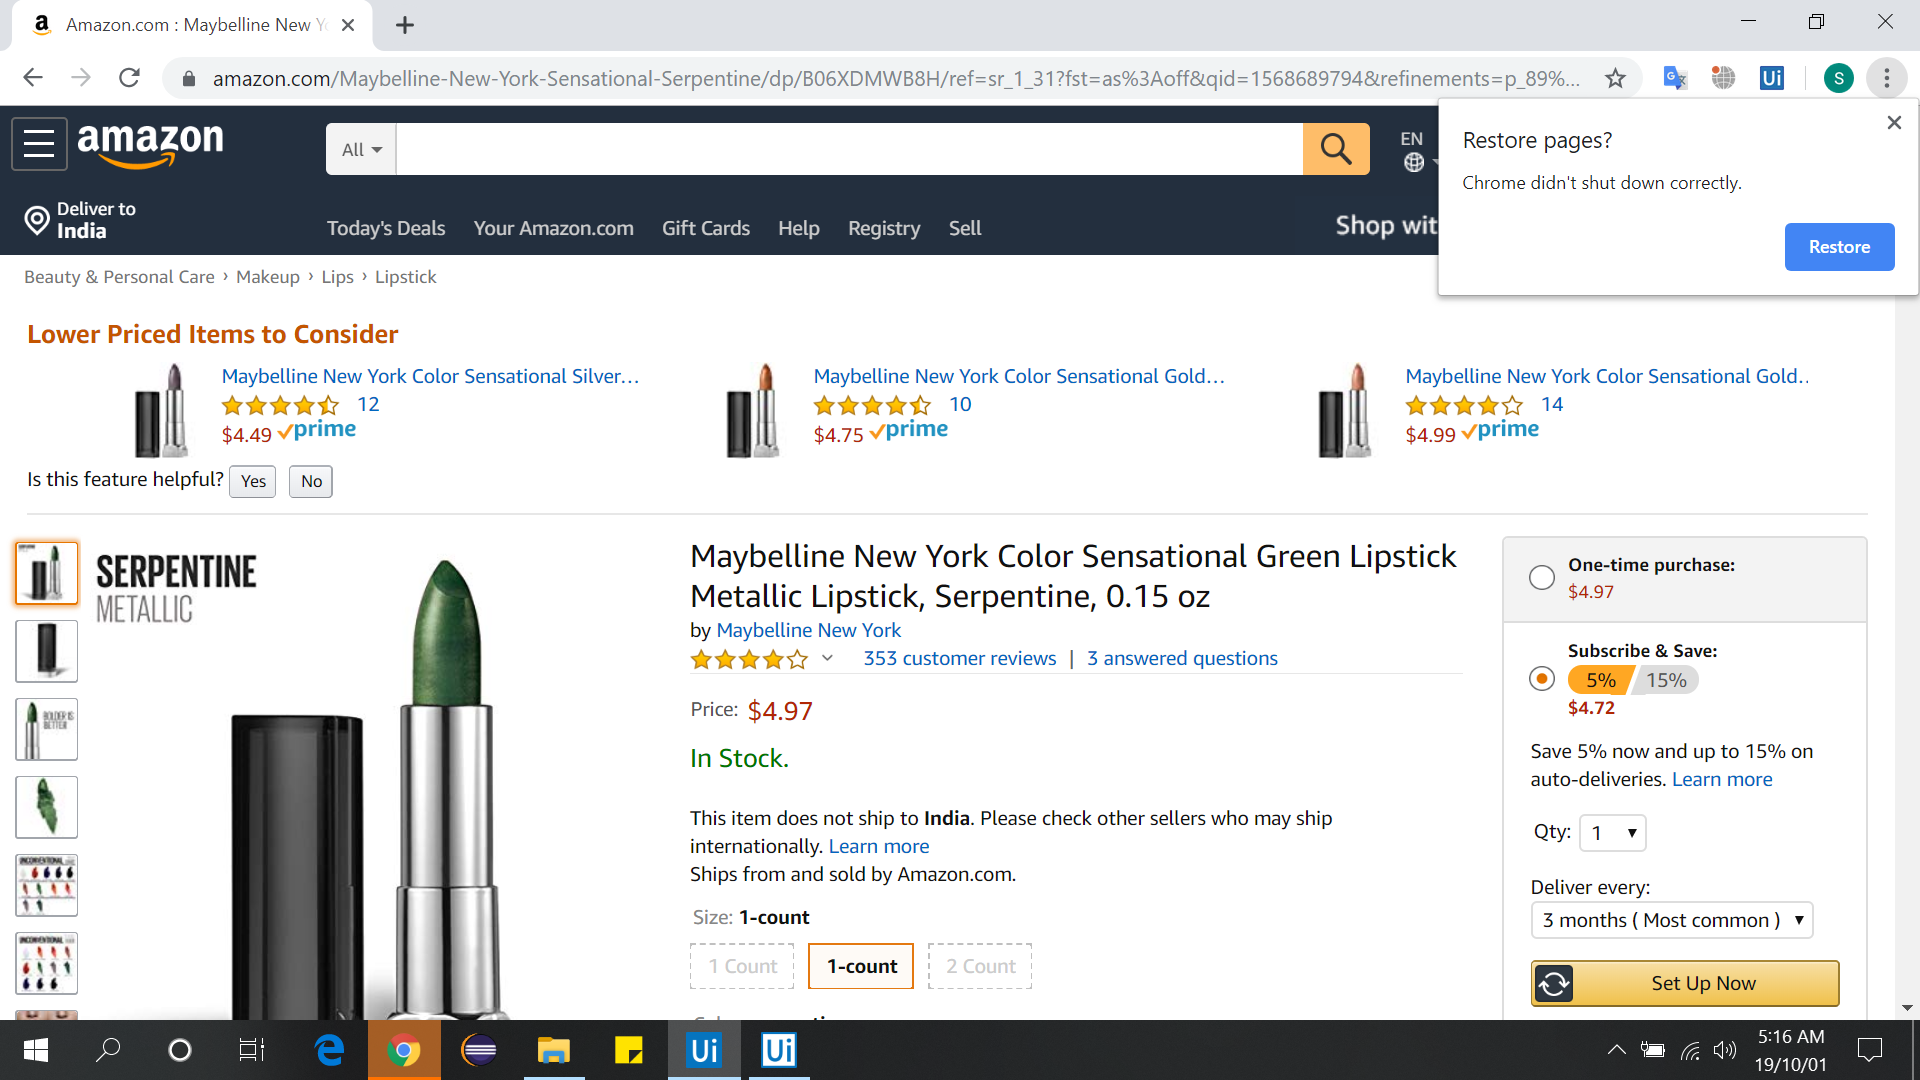 Amazon.com : Maybelline New Y
amazon.com/Maybelline-New-York-Sensational-Serpentine/dp/B06XDMWB8H/ref=sr_1_31?fst=as%3Aoff&qid=1568689794&refinements=p_89%...
Ui
S
Restore pages?
Chrome didn't shut down correctly.
Restore
amazon
All
EN
Deliver to
India
Today's Deals
Your Amazon.com
Gift Cards
Help
Registry
Sell
Shop wit
Beauty & Personal Care › Makeup › Lips › Lipstick
Lower Priced Items to Consider
Maybelline New York Color Sensational Silver…
12
$4.49 prime
Maybelline New York Color Sensational Gold…
10
$4.75 prime
Maybelline New York Color Sensational Gold..
14
$4.99 prime
Is this feature helpful? Yes No
SERPENTINE
METALLIC
BOLDER IS
BETTER
UNCONVENTIONAL
UNCONVENTIONAL
Maybelline New York Color Sensational Green Lipstick
Metallic Lipstick, Serpentine, 0.15 oz
by Maybelline New York
353 customer reviews | 3 answered questions
Price: $4.97
In Stock.
This item does not ship to India. Please check other sellers who may ship
internationally. Learn more
Ships from and sold by Amazon.com.
Size: 1-count
1 Count
1-count
2 Count
One-time purchase:
$4.97
Subscribe & Save:
5% 15%
$4.72
Save 5% now and up to 15% on
auto-deliveries. Learn more
Qty: 1
Deliver every:
3 months ( Most common )
Set Up Now
Ui
Ui
5:16 AM
19/10/01